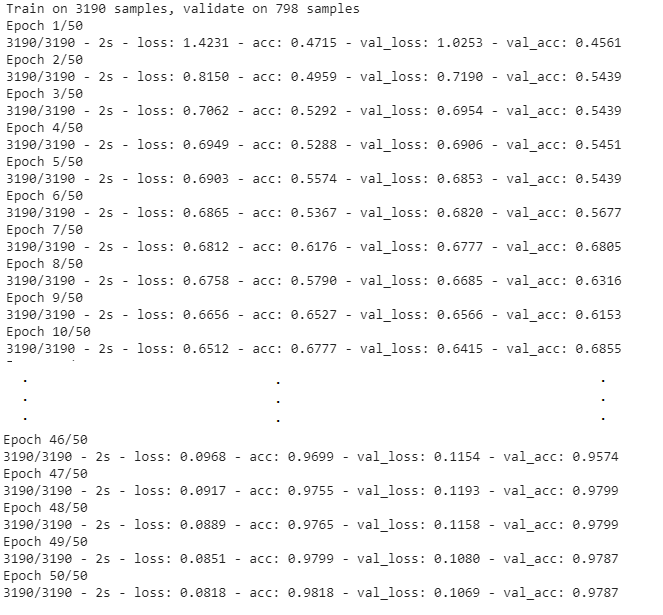 Train on 3190 samples, validate on 798 samples
Epoch 1/50
3190/3190 - 2s - loss: 1.4231 - acc: 0.4715 - val_loss: 1.0253 - val_acc: 0.4561
Epoch 2/50
3190/3190 - 2s - loss: 0.8150 - acc: 0.4959 - val_loss: 0.7190 - val_acc: 0.5439
Epoch 3/50
3190/3190 - 2s - loss: 0.7062 - acc: 0.5292 - val_loss: 0.6954 - val_acc: 0.5439
Epoch 4/50
3190/3190 - 2s - loss: 0.6949 - acc: 0.5288 - val_loss: 0.6906 - val_acc: 0.5451
Epoch 5/50
3190/3190 - 2s - loss: 0.6903 - acc: 0.5574 - val_loss: 0.6853 - val_acc: 0.5439
Epoch 6/50
3190/3190 - 2s - loss: 0.6865 - acc: 0.5367 - val_loss: 0.6820 - val_acc: 0.5677
Epoch 7/50
3190/3190 - 2s - loss: 0.6812 - acc: 0.6176 - val_loss: 0.6777 - val_acc: 0.6805
Epoch 8/50
3190/3190 - 2s - loss: 0.6758 - acc: 0.5790 - val_loss: 0.6685 - val_acc: 0.6316
Epoch 9/50
3190/3190 - 2s - loss: 0.6656 - acc: 0.6527 - val_loss: 0.6566 - val_acc: 0.6153
Epoch 10/50
3190/3190 - 2s - loss: 0.6512 - acc: 0.6777 - val_loss: 0.6415 - val_acc: 0.6855
. . .
. . .
. . .
Epoch 46/50
3190/3190 - 2s - loss: 0.0968 - acc: 0.9699 - val_loss: 0.1154 - val_acc: 0.9574
Epoch 47/50
3190/3190 - 2s - loss: 0.0917 - acc: 0.9755 - val_loss: 0.1193 - val_acc: 0.9799
Epoch 48/50
3190/3190 - 2s - loss: 0.0889 - acc: 0.9765 - val_loss: 0.1158 - val_acc: 0.9799
Epoch 49/50
3190/3190 - 2s - loss: 0.0851 - acc: 0.9799 - val_loss: 0.1080 - val_acc: 0.9787
Epoch 50/50
3190/3190 - 2s - loss: 0.0818 - acc: 0.9818 - val_loss: 0.1069 - val_acc: 0.9787